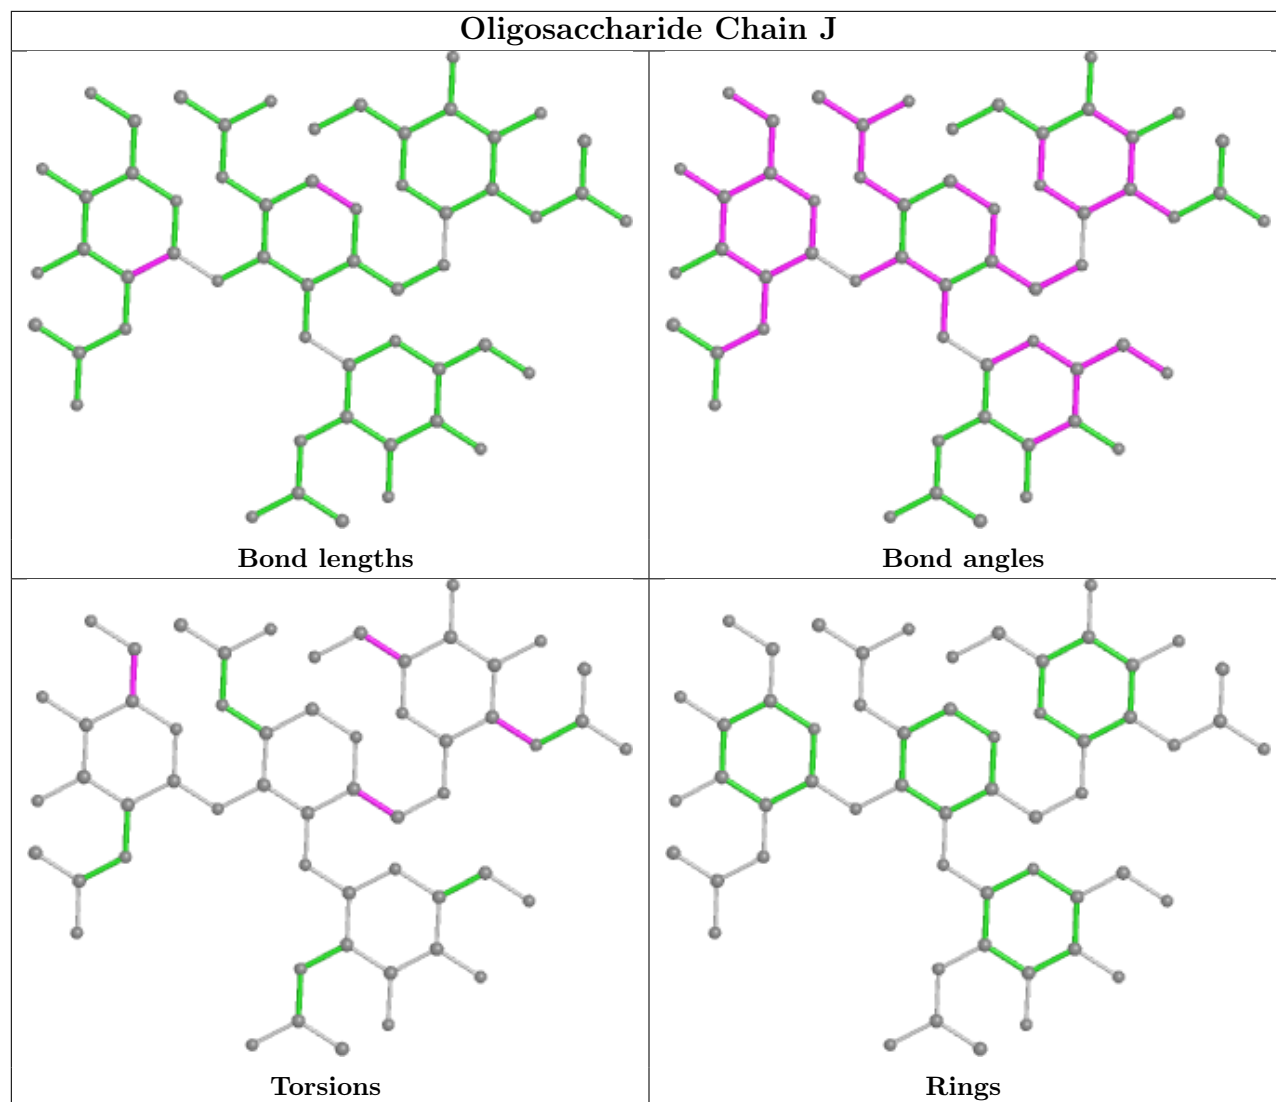 Oligosaccharide Chain J
Bond lengths
Bond angles
Torsions
Rings